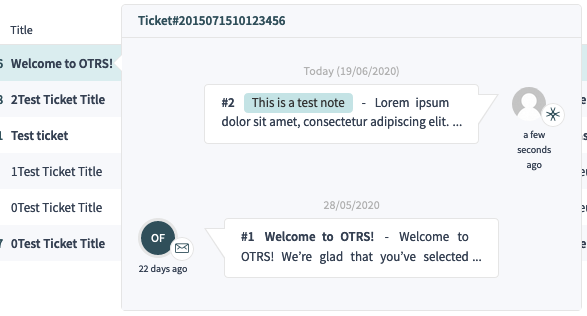 Title
Ticket#2015071510123456
6 Welcome to OTRS!
3 2Test Ticket Title
1 Test ticket
1Test Ticket Title
0Test Ticket Title
7 0Test Ticket Title
Today (19/06/2020)
#2 This is a test note - Lorem ipsum
dolor sit amet, consectetur adipiscing elit. ...
a few
seconds
ago
28/05/2020
OF
22 days ago
#1 Welcome to OTRS! - Welcome to
OTRS! We're glad that you've selected ...